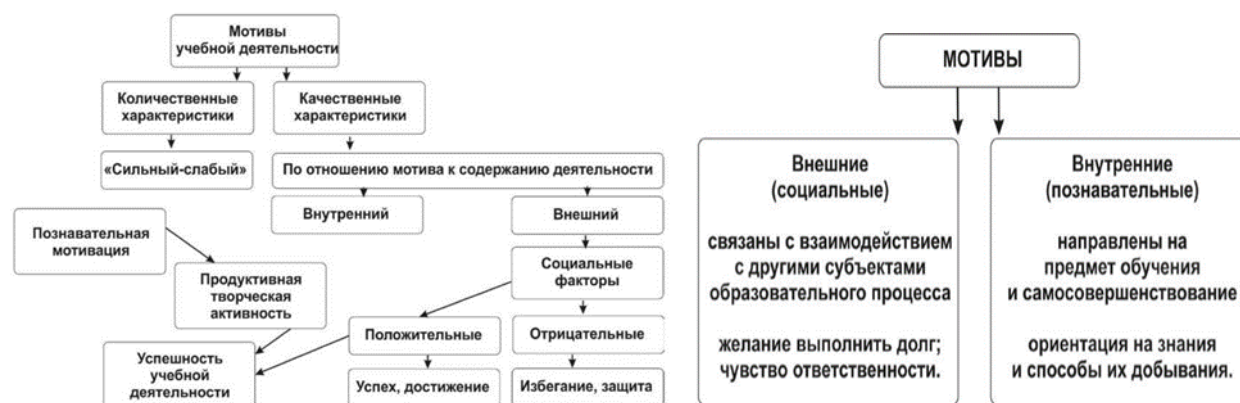 Мотивы
учебной деятельности
Количественные
характеристики
Качественные
характеристики
«Сильный-слабый»
По отношению мотива к содержанию деятельности
Внутренний
Внешний
Познавательная
мотивация
Социальные
факторы
Продуктивная
творческая
активность
Положительные
Отрицательные
Успешность
учебной
деятельности
Успех, достижение
Избегание, защита
МОТИВЫ
Внешние
(социальные)
связаны с взаимодействием
с другими субъектами
образовательного процесса
желание выполнить долг;
чувство ответственности.
Внутренние
(познавательные)
направлены на
предмет обучения
и самосовершенствование
ориентация на знания
и способы их добывания.